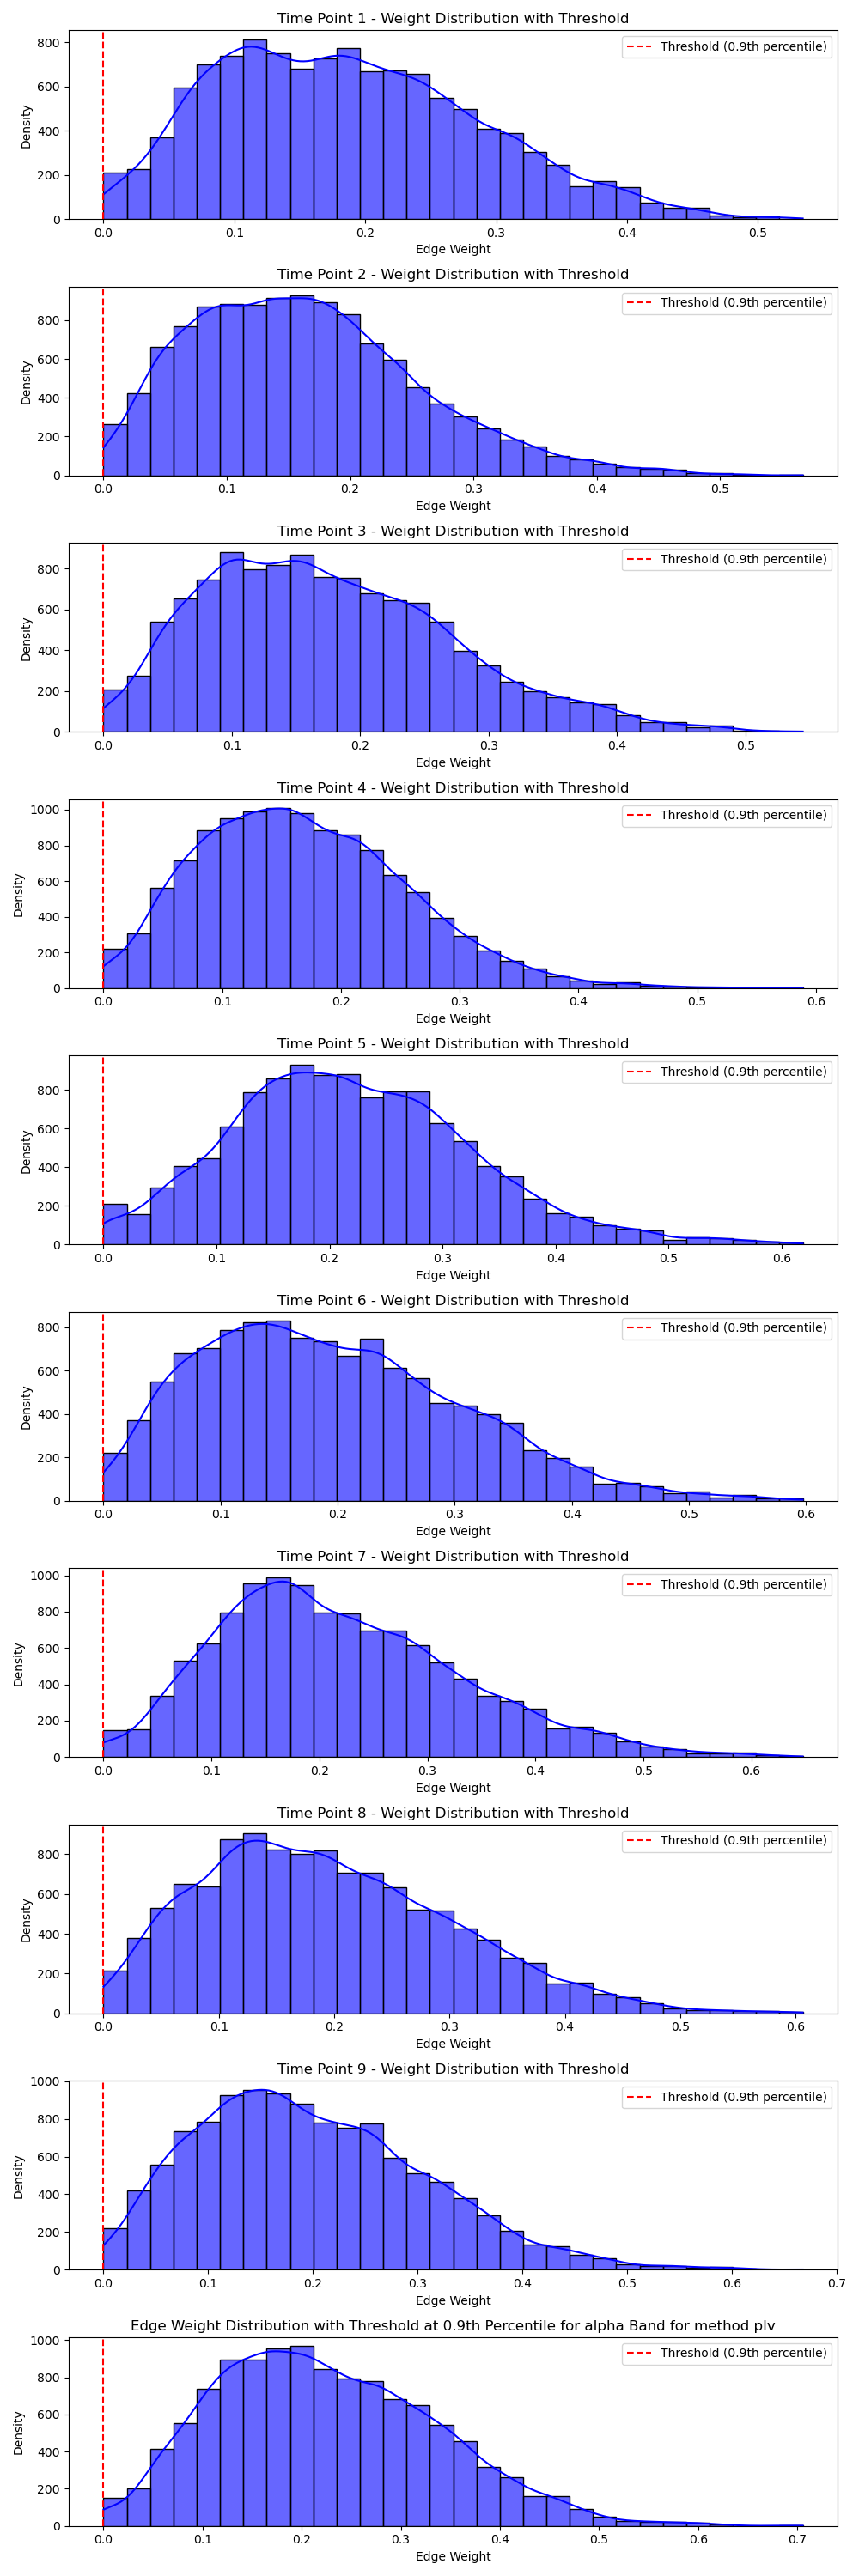 Time Point 1 - Weight Distribution with Threshold
Threshold (0.9th percentile)
Density
800
600
400
200
0
0.0 0.1 0.2 0.3 0.4 0.5
Edge Weight
Time Point 2 - Weight Distribution with Threshold
Threshold (0.9th percentile)
Density
800
600
400
200
0
0.0 0.1 0.2 0.3 0.4 0.5
Edge Weight
Time Point 3 - Weight Distribution with Threshold
Threshold (0.9th percentile)
Density
800
600
400
200
0
0.0 0.1 0.2 0.3 0.4 0.5
Edge Weight
Time Point 4 - Weight Distribution with Threshold
Threshold (0.9th percentile)
Density
1000
800
600
400
200
0
0.0 0.1 0.2 0.3 0.4 0.5 0.6
Edge Weight
Time Point 5 - Weight Distribution with Threshold
Threshold (0.9th percentile)
Density
800
600
400
200
0
0.0 0.1 0.2 0.3 0.4 0.5 0.6
Edge Weight
Time Point 6 - Weight Distribution with Threshold
Threshold (0.9th percentile)
Density
800
600
400
200
0
0.0 0.1 0.2 0.3 0.4 0.5 0.6
Edge Weight
Time Point 7 - Weight Distribution with Threshold
Threshold (0.9th percentile)
Density
1000
800
600
400
200
0
0.0 0.1 0.2 0.3 0.4 0.5 0.6
Edge Weight
Time Point 8 - Weight Distribution with Threshold
Threshold (0.9th percentile)
Density
800
600
400
200
0
0.0 0.1 0.2 0.3 0.4 0.5 0.6
Edge Weight
Time Point 9 - Weight Distribution with Threshold
Threshold (0.9th percentile)
Density
1000
800
600
400
200
0
0.0 0.1 0.2 0.3 0.4 0.5 0.6 0.7
Edge Weight
Edge Weight Distribution with Threshold at 0.9th Percentile for alpha Band for method plv
Threshold (0.9th percentile)
Density
1000
800
600
400
200
0
0.0 0.1 0.2 0.3 0.4 0.5 0.6 0.7
Edge Weight